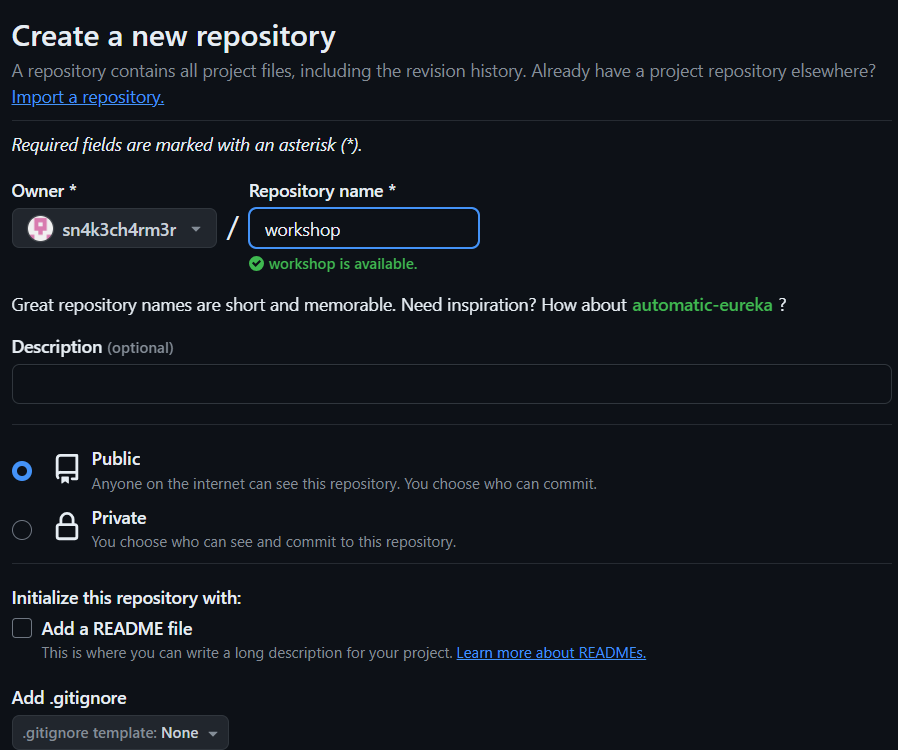 Create a new repository
A repository contains all project files, including the revision history. Already have a project repository elsewhere?
Import a repository.
Required fields are marked with an asterisk (*).
Owner * Repository name *
sn4k3ch4rm3r / workshop
workshop is available.
Great repository names are short and memorable. Need inspiration? How about automatic-eureka ?
Description (optional)
Public
Anyone on the internet can see this repository. You choose who can commit.
Private
You choose who can see and commit to this repository.
Initialize this repository with:
Add a README file
This is where you can write a long description for your project. Learn more about READMEs.
Add .gitignore
.gitignore template: None